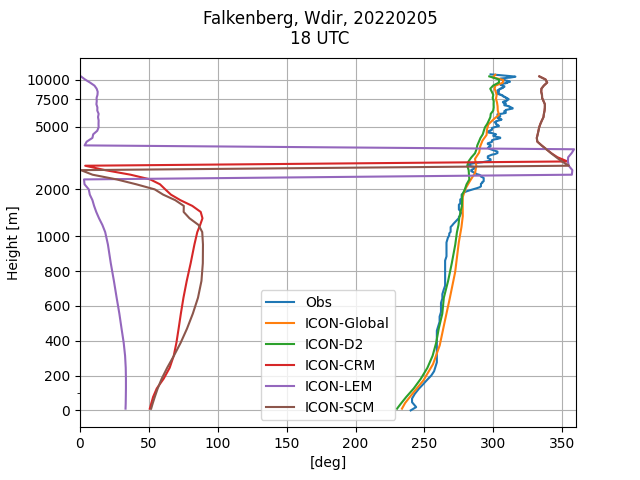 Falkenberg, Wdir, 20220205
18 UTC
10000
7500
5000
2000
1000
800
600
400
200
0
Height [m]
Obs
ICON-Global
ICON-D2
ICON-CRM
ICON-LEM
ICON-SCM
0 50 100 150 200 250 300 350
[deg]